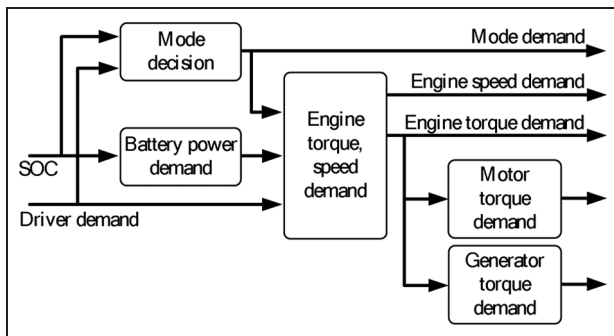 Mode
decision
Mode demand
Engine speed demand
Engine torque demand
Engine
torque,
speed
demand
Battery power
demand
SOC
Driver demand
Motor
torque
demand
Generator
torque
demand